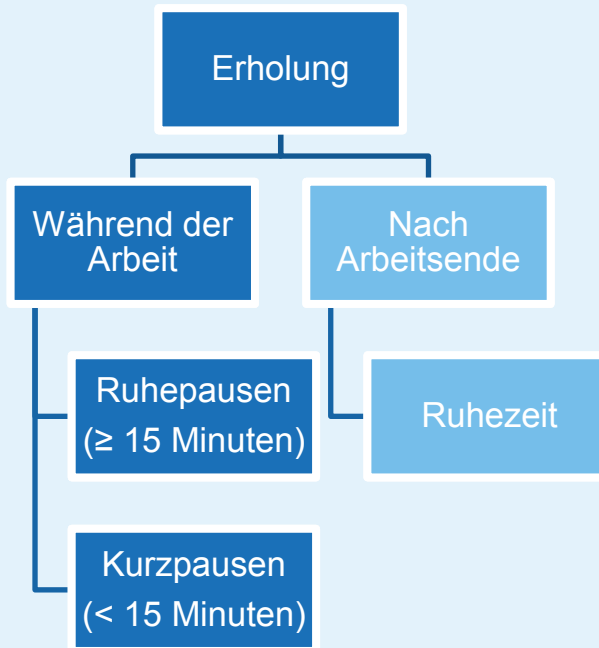 Erholung
Während der
Arbeit
Nach
Arbeitsende
Ruhepausen
(≥ 15 Minuten)
Ruhezeit
Kurzpausen
(< 15 Minuten)